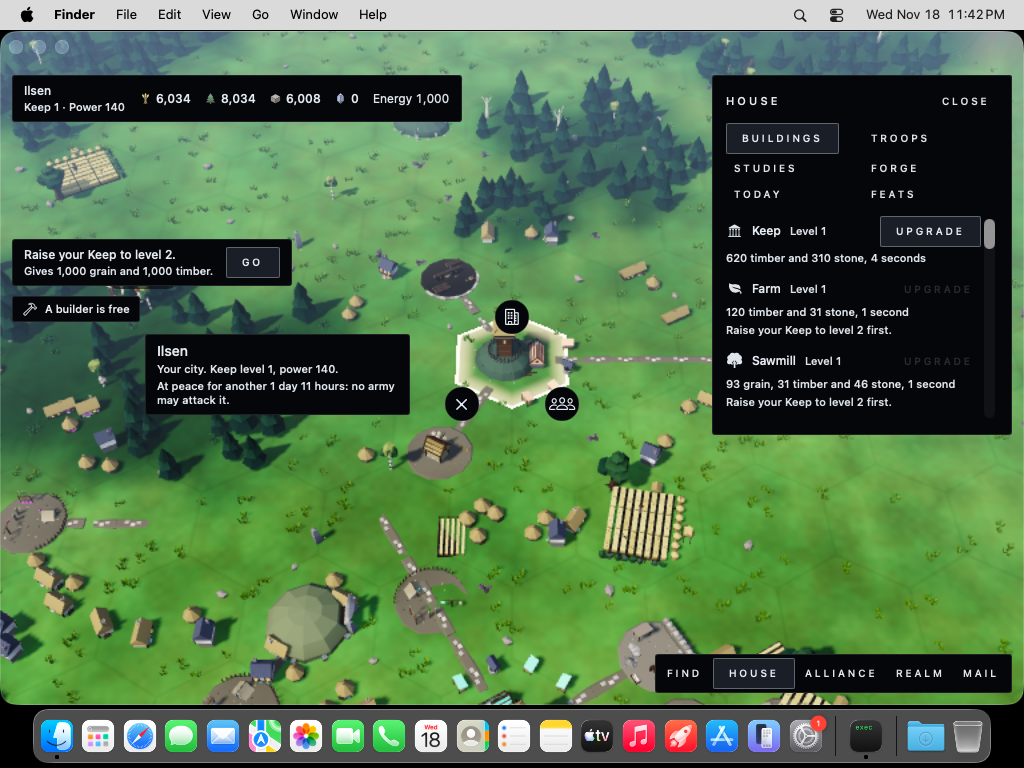 Finder File Edit View Go Window Help Wed Nov 18 11:42 PM
Ilsen
Keep 1 · Power 140
6,034 8,034 6,008 0 Energy 1,000
Raise your Keep to level 2.
Gives 1,000 grain and 1,000 timber.
GO
A builder is free
Ilsen
Your city. Keep level 1, power 140.
At peace for another 1 day 11 hours: no army
may attack it.
HOUSE CLOSE
BUILDINGS TROOPS
STUDIES FORGE
TODAY FEATS
Keep Level 1 UPGRADE
620 timber and 310 stone, 4 seconds
Farm Level 1 UPGRADE
120 timber and 31 stone, 1 second
Raise your Keep to level 2 first.
Sawmill Level 1 UPGRADE
93 grain, 31 timber and 46 stone, 1 second
Raise your Keep to level 2 first.
FIND HOUSE ALLIANCE REALM MAIL
Wed
18
tv
1
exec